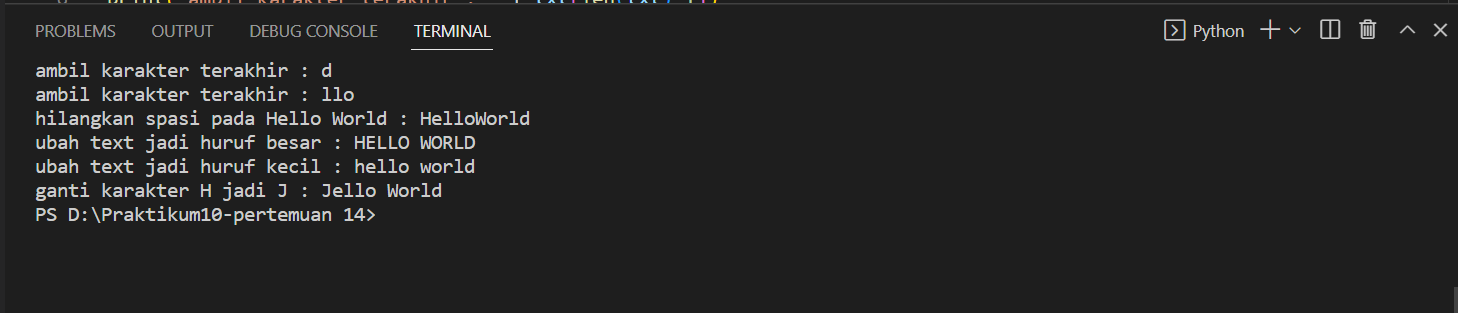 PROBLEMS OUTPUT DEBUG CONSOLE TERMINAL Python
ambil karakter terakhir : d
ambil karakter terakhir : llo
hilangkan spasi pada Hello World : HelloWorld
ubah text jadi huruf besar : HELLO WORLD
ubah text jadi huruf kecil : hello world
ganti karakter H jadi J : Jello World
PS D:\Praktikum10-pertemuan 14>